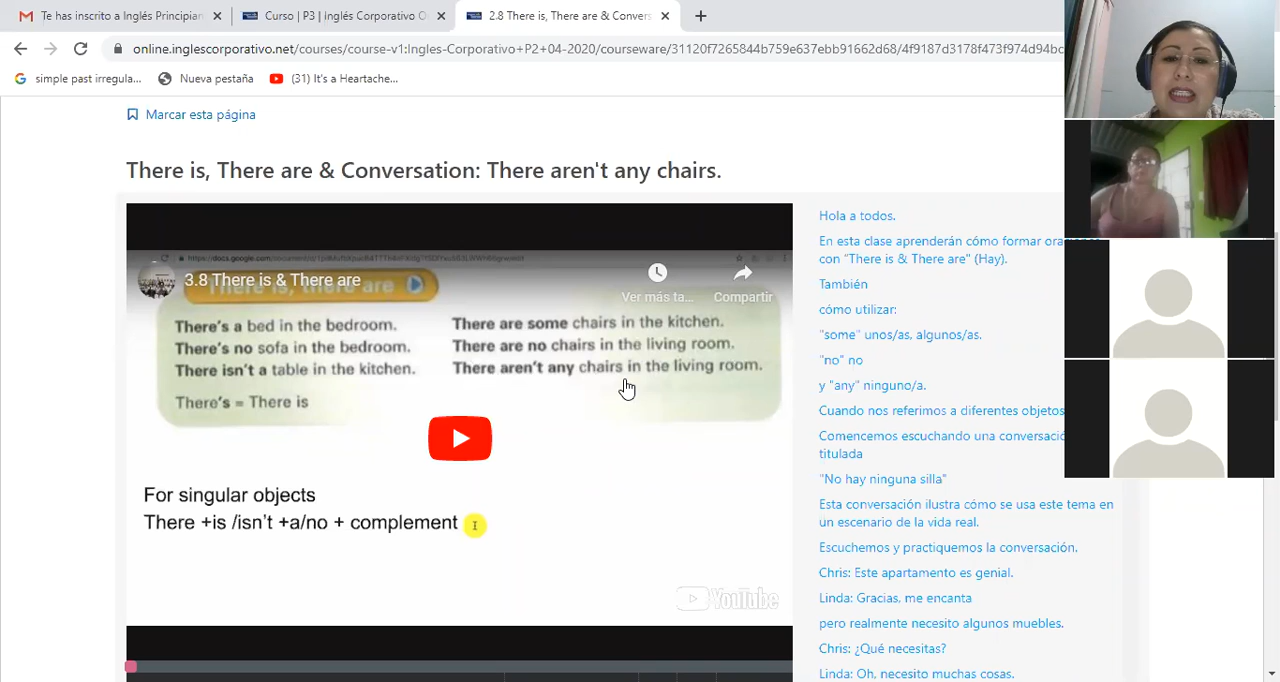 Te has inscrito a Inglés Principian
Curso | P3 | Inglés Corporativo O
2.8 There is, There are & Convers
online.inglescorporativo.net/courses/course-v1:Ingles-Corporativo+P2+04-2020/courseware/31120f7265844b759e637ebb91662d68/4f9187d3178f473f974d94bc
simple past irregula...
Nueva pestaña
(31) It's a Heartache...
Marcar esta página
There is, There are & Conversation: There aren't any chairs.
3.8 There is & There are
Ver más ta...
Compartir
There's a bed in the bedroom.
There's no sofa in the bedroom.
There isn't a table in the kitchen.
There's = There is
There are some chairs in the kitchen.
There are no chairs in the living room.
There aren't any chairs in the living room.
For singular objects
There +is /isn't +a/no + complement
YouTube
Hola a todos.
En esta clase aprenderán cómo formar ora
con "There is & There are" (Hay).
También
cómo utilizar:
"some" unos/as, algunos/as.
"no" no
y "any" ninguno/a.
Cuando nos referimos a diferentes objetos
Comencemos escuchando una conversació
titulada
"No hay ninguna silla"
Esta conversación ilustra cómo se usa este tema en
un escenario de la vida real.
Escuchemos y practiquemos la conversación.
Chris: Este apartamento es genial.
Linda: Gracias, me encanta
pero realmente necesito algunos muebles.
Chris: ¿Qué necesitas?
Linda: Oh, necesito muchas cosas.